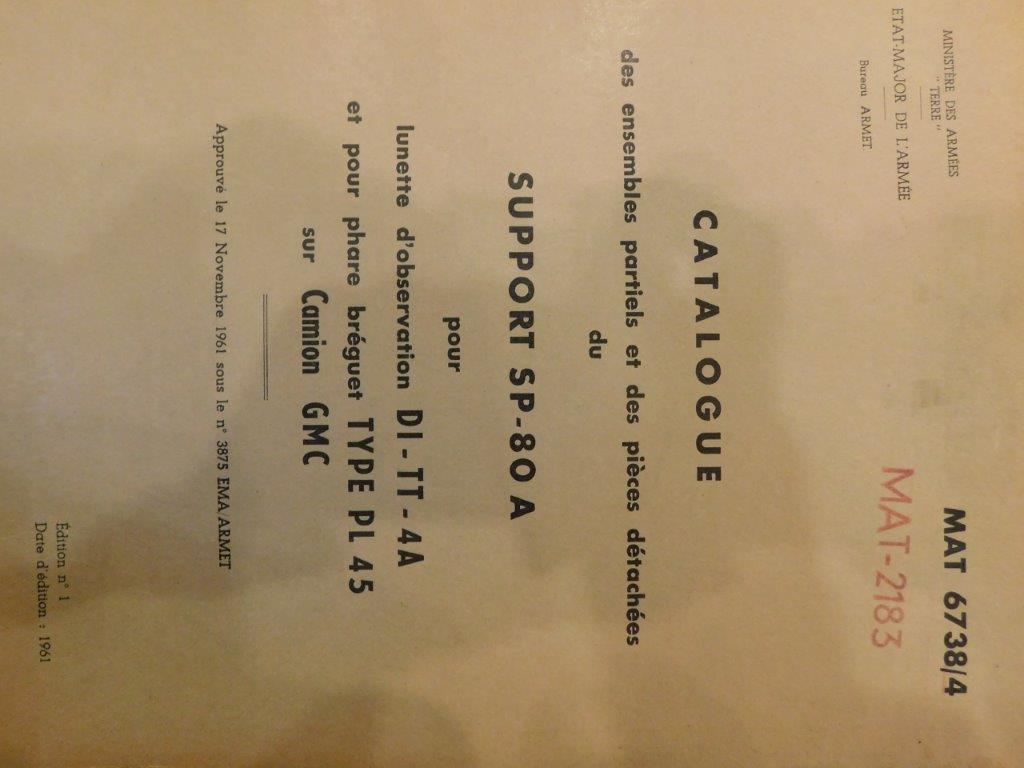 MINISTÈRE DES ARMÉES
" TERRE "
ETAT-MAJOR DE L'ARMÉE
Bureau ARMET
MAT 6738/4
MAT-2183
CATALOGUE
des ensembles partiels et des pièces détachées
du
SUPPORT SP-80 A
pour
lunette d'observation DI-TT-4A
et pour phare bréguet TYPE PL 45
sur Camion GMC
Approuvé le 17 Novembre 1961 sous le n° 3875 EMA/ARMET
Édition n° 1
Date d'édition : 1961